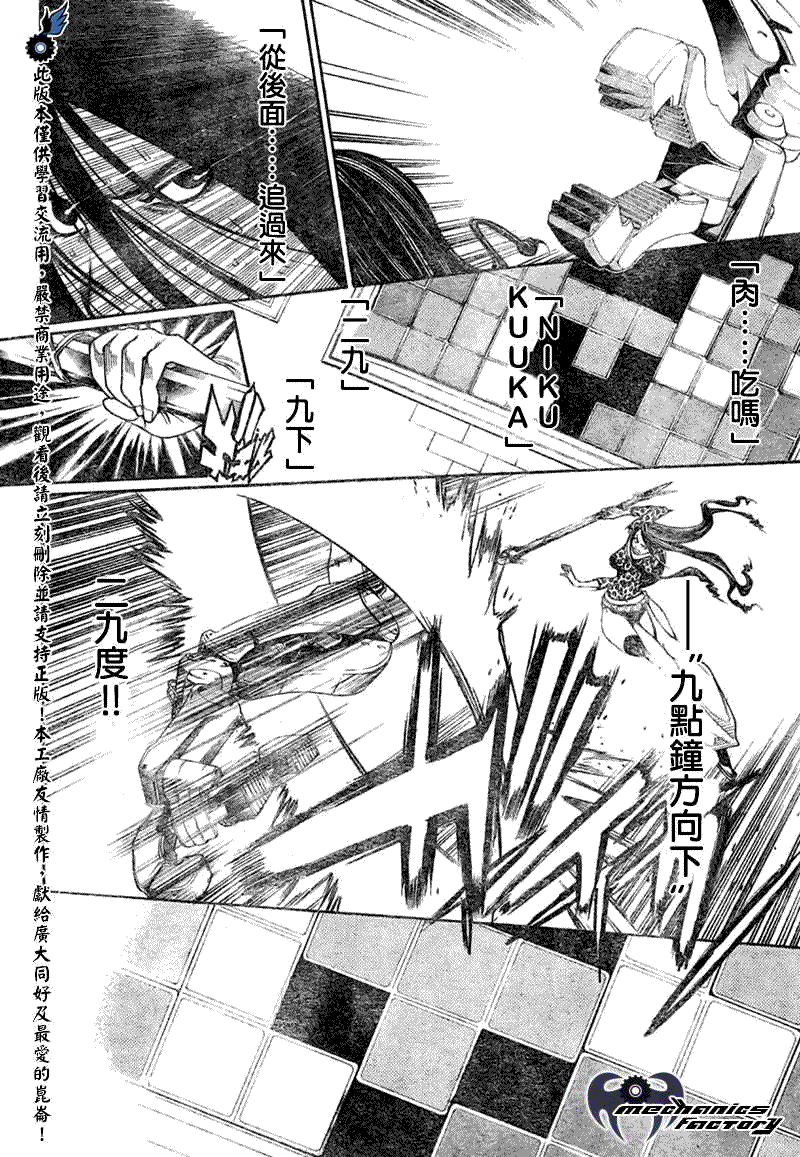 「肉……吃嗎」
「NIKU
KUUKA」
「二九」
「九下」
「從後面……追過來」
——〝九點鐘方向下〞
二九度!!
此版本僅供學習交流用，嚴禁商業用途，觀看後請立刻刪除並請支持正版！本工廠友情製作，獻給廣大同好及最愛的崑崙！
mechanics
factory